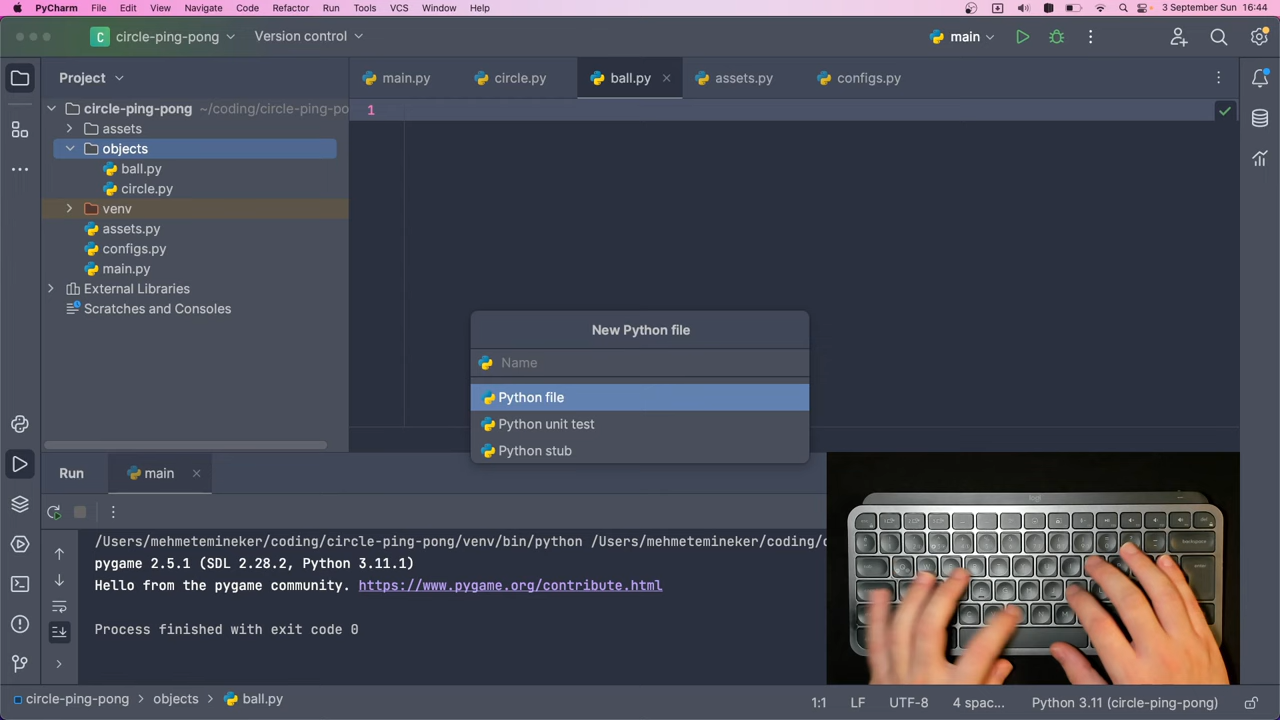 PyCharm File Edit View Navigate Code Refactor Run Tools VCS Window Help 3 September Sun 16:44
C circle-ping-pong Version control main
Project main.py circle.py ball.py assets.py configs.py
circle-ping-pong ~/coding/circle-ping-po
1
assets
objects
ball.py
circle.py
venv
assets.py
configs.py
main.py
External Libraries
Scratches and Consoles
New Python file
Name
Python file
Python unit test
Python stub
Run main
/Users/mehmetemineker/coding/circle-ping-pong/venv/bin/python /Users/mehmetemineker/coding/c
pygame 2.5.1 (SDL 2.28.2, Python 3.11.1)
Hello from the pygame community. https://www.pygame.org/contribute.html
Process finished with exit code 0
logi
circle-ping-pong objects ball.py 1:1 LF UTF-8 4 spac... Python 3.11 (circle-ping-pong)